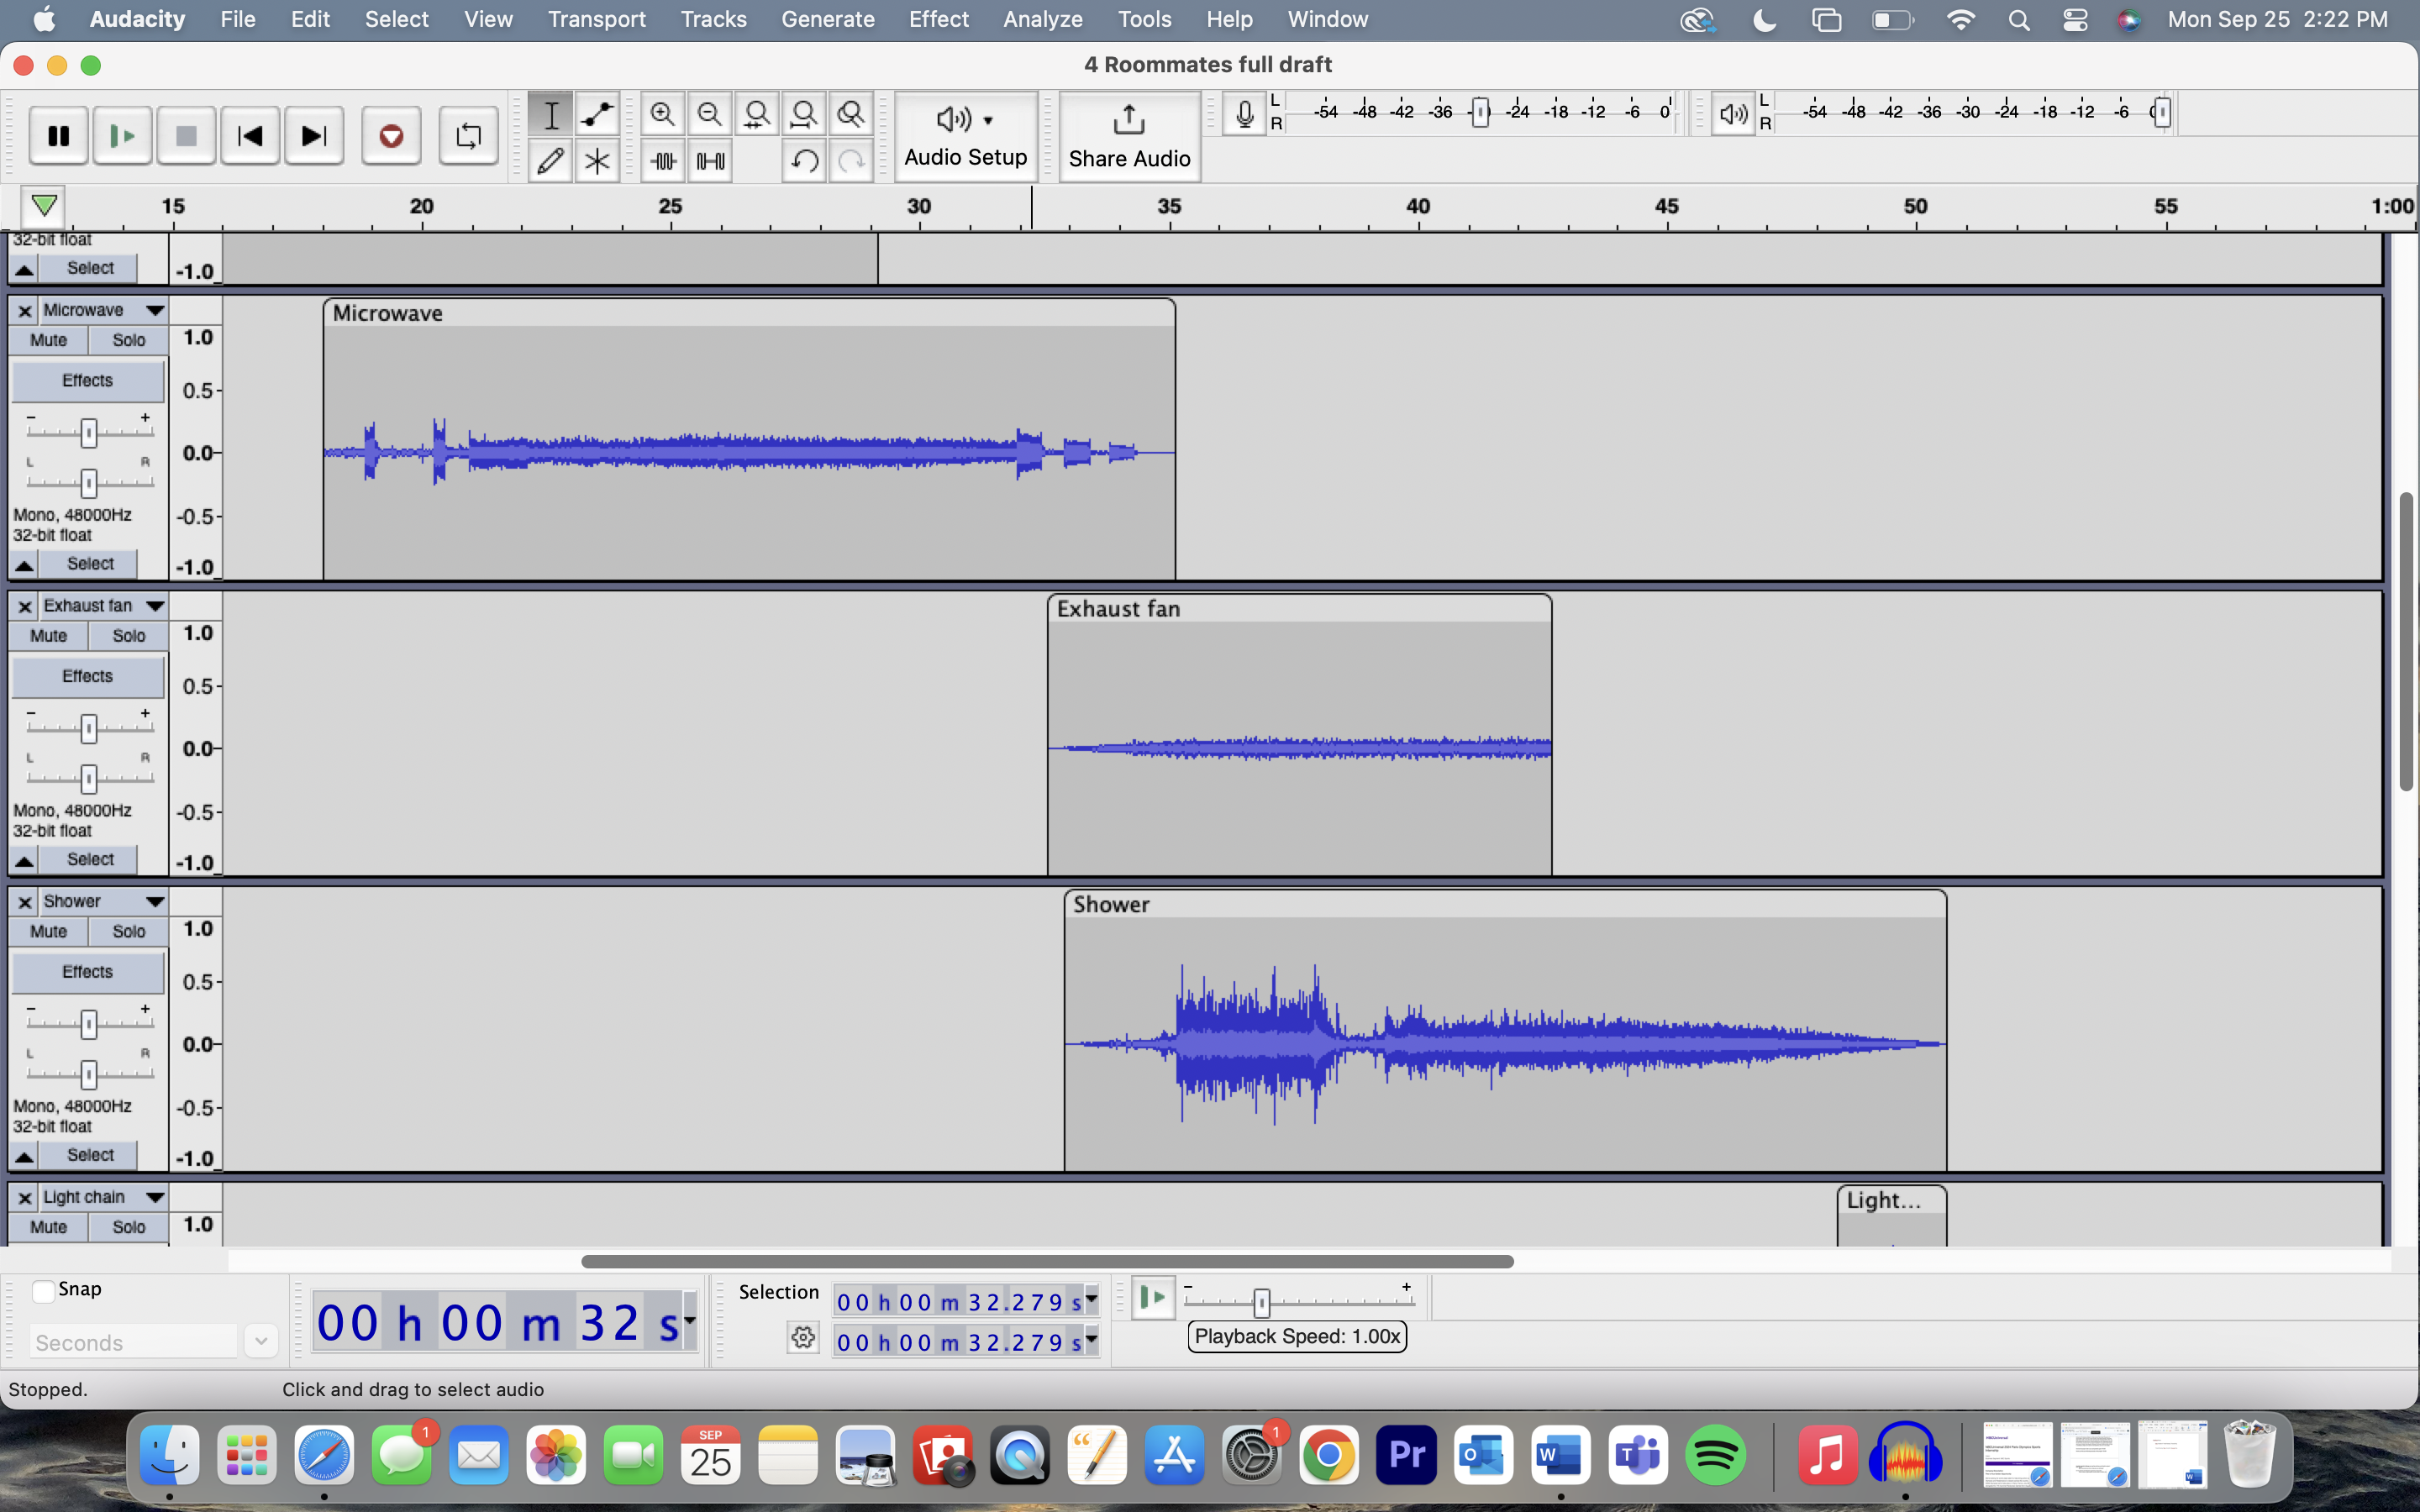 Audacity File Edit Select View Transport Tracks Generate Effect Analyze Tools Help Window Mon Sep 25 2:22 PM
4 Roommates full draft
L -54 -48 -42 -36 -24 -18 -12 -6 0 L -54 -48 -42 -36 -30 -24 -18 -12 -6
R R
Audio Setup Share Audio
15 20 25 30 35 40 45 50 55 1:00
32-bit float
Select -1.0
Microwave Microwave
Mute Solo 1.0
Effects 0.5
- +
0.0
L R
Mono, 48000Hz -0.5
32-bit float
Select -1.0
Exhaust fan Exhaust fan
Mute Solo 1.0
Effects 0.5
- +
0.0
L R
Mono, 48000Hz -0.5
32-bit float
Select -1.0
Shower Shower
Mute Solo 1.0
Effects 0.5
- +
0.0
L R
Mono, 48000Hz -0.5
32-bit float
Select -1.0
Light chain Light...
Mute Solo 1.0
Snap Selection 00 h 00 m 32.279 s - +
Seconds 00 h 00 m 32 s 00 h 00 m 32.279 s Playback Speed: 1.00x
Stopped. Click and drag to select audio
1 SEP 25 1 Pr O W T